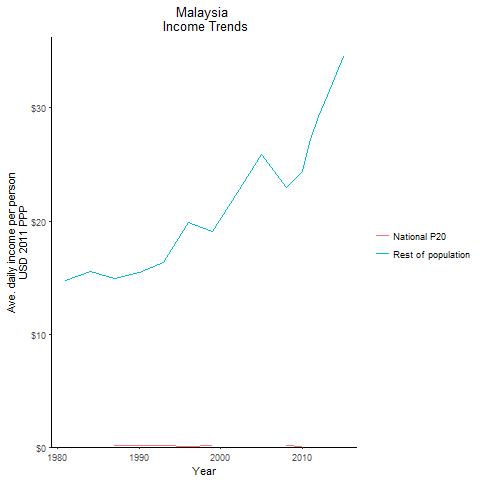 Malaysia
Income Trends
Ave. daily income per person
USD 2011 PPP
$30
$20
$10
$0
1980
1990
2000
2010
Year
National P20
Rest of population